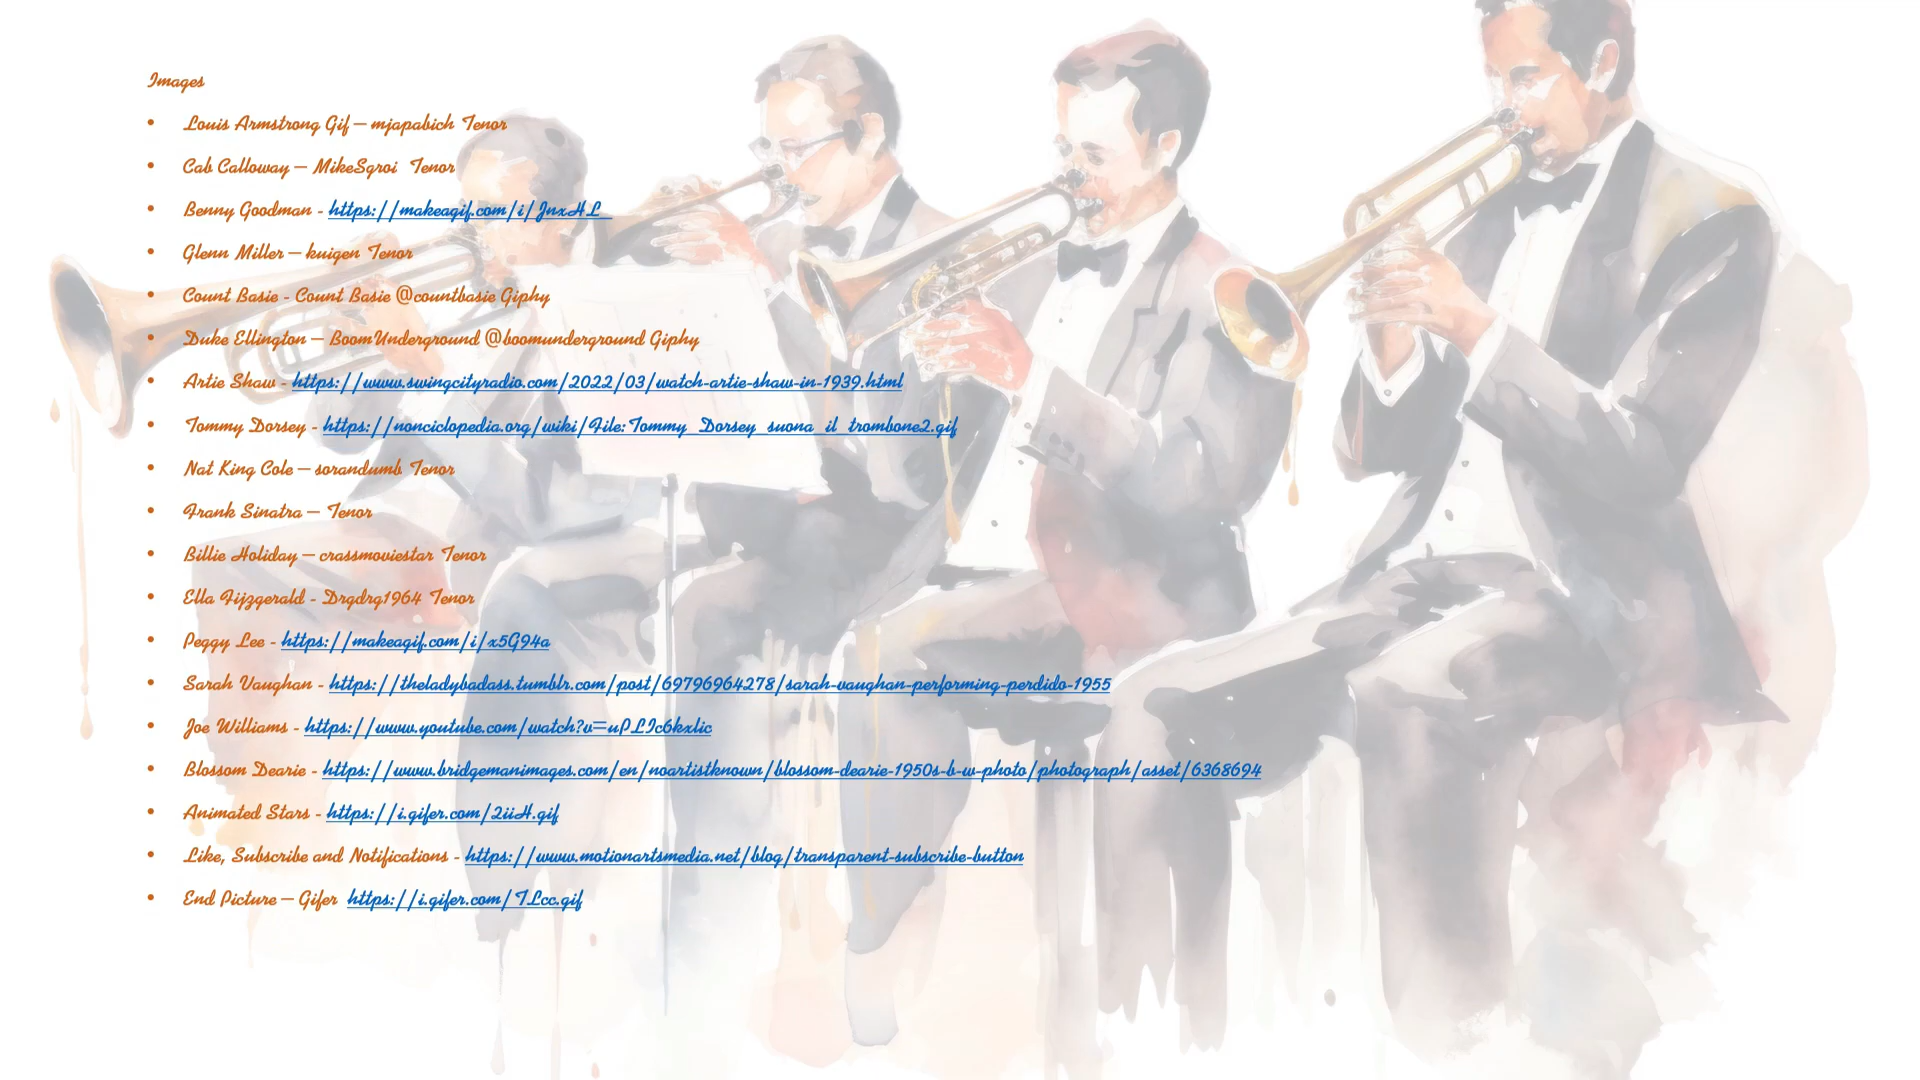 Images
• Louis Armstrong Gif – mjapabich Tenor
• Cab Calloway – MikeSgroi Tenor
• Benny Goodman - https://makeagif.com/i/JnxHL_
• Glenn Miller – kuigen Tenor
• Count Basie - Count Basie @countbasie Giphy
• Duke Ellington – BoomUnderground @boomunderground Giphy
• Artie Shaw - https://www.swingcityradio.com/2022/03/watch-artie-shaw-in-1939.html
• Tommy Dorsey - https://nonciclopedia.org/wiki/File:Tommy_Dorsey_suona_il_trombone2.gif
• Nat King Cole – sorandumb Tenor
• Frank Sinatra – Tenor
• Billie Holiday – crassmoviestar Tenor
• Ella Fijzgerald - Drgdrg1964 Tenor
• Peggy Lee - https://makeagif.com/i/x5G94a
• Sarah Vaughan - https://theladybadass.tumblr.com/post/69796964278/sarah-vaughan-performing-perdido-1955
• Joe Williams - https://www.youtube.com/watch?v=uPLIc6kxlic
• Blossom Dearie - https://www.bridgemanimages.com/en/noartistknown/blossom-dearie-1950s-b-w-photo/photograph/asset/6368694
• Animated Stars - https://i.gifer.com/2iiH.gif
• Like, Subscribe and Notifications - https://www.motionartsmedia.net/blog/transparent-subscribe-button
• End Picture – Gifer https://i.gifer.com/TLcc.gif